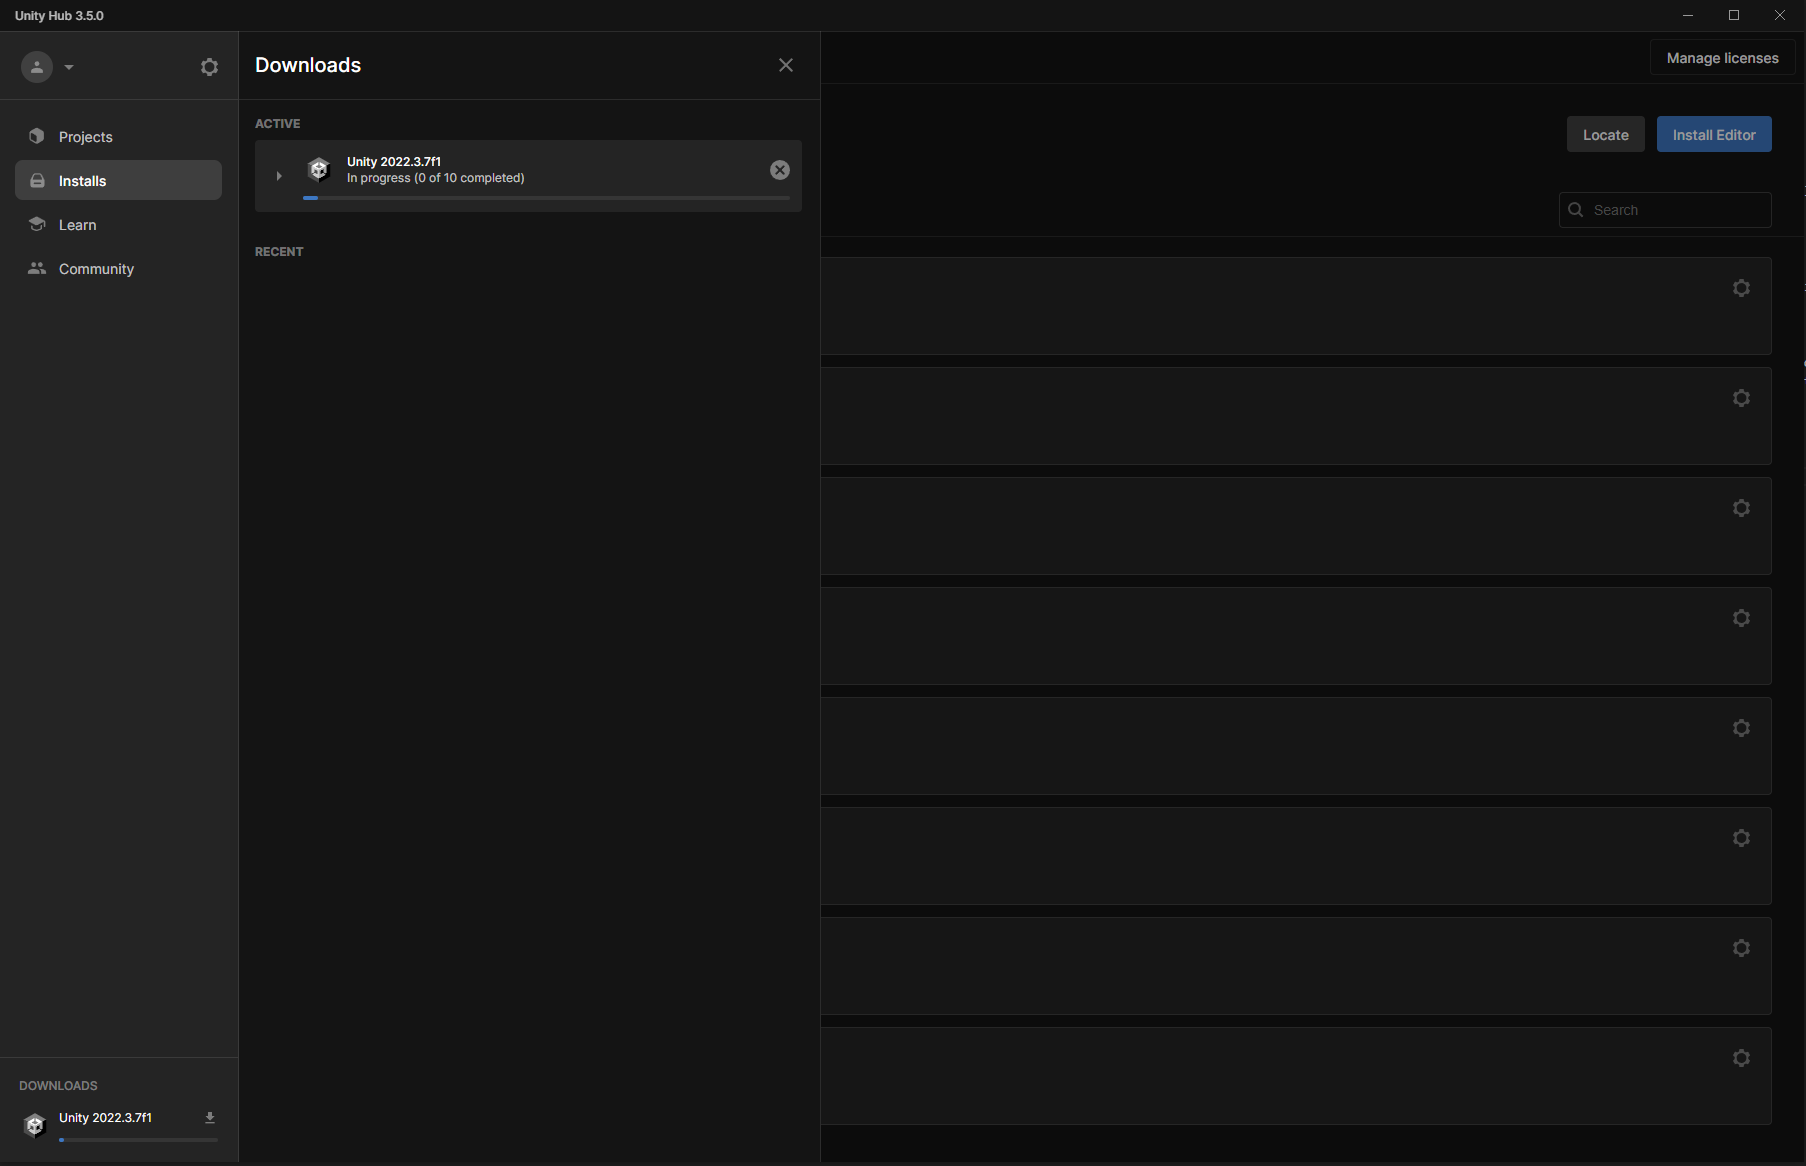 Unity Hub 3.5.0
Manage licenses
Projects
Installs
Learn
Community
Downloads
ACTIVE
Unity 2022.3.7f1
In progress (0 of 10 completed)
RECENT
Locate
Install Editor
Search
DOWNLOADS
Unity 2022.3.7f1